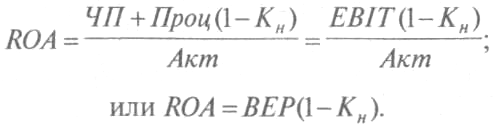 ROA = (ЧП + Проц(1 − Kн)) / Акт = EBIT(1 − Kн) / Акт;
или ROA = BEP(1 − Kн).